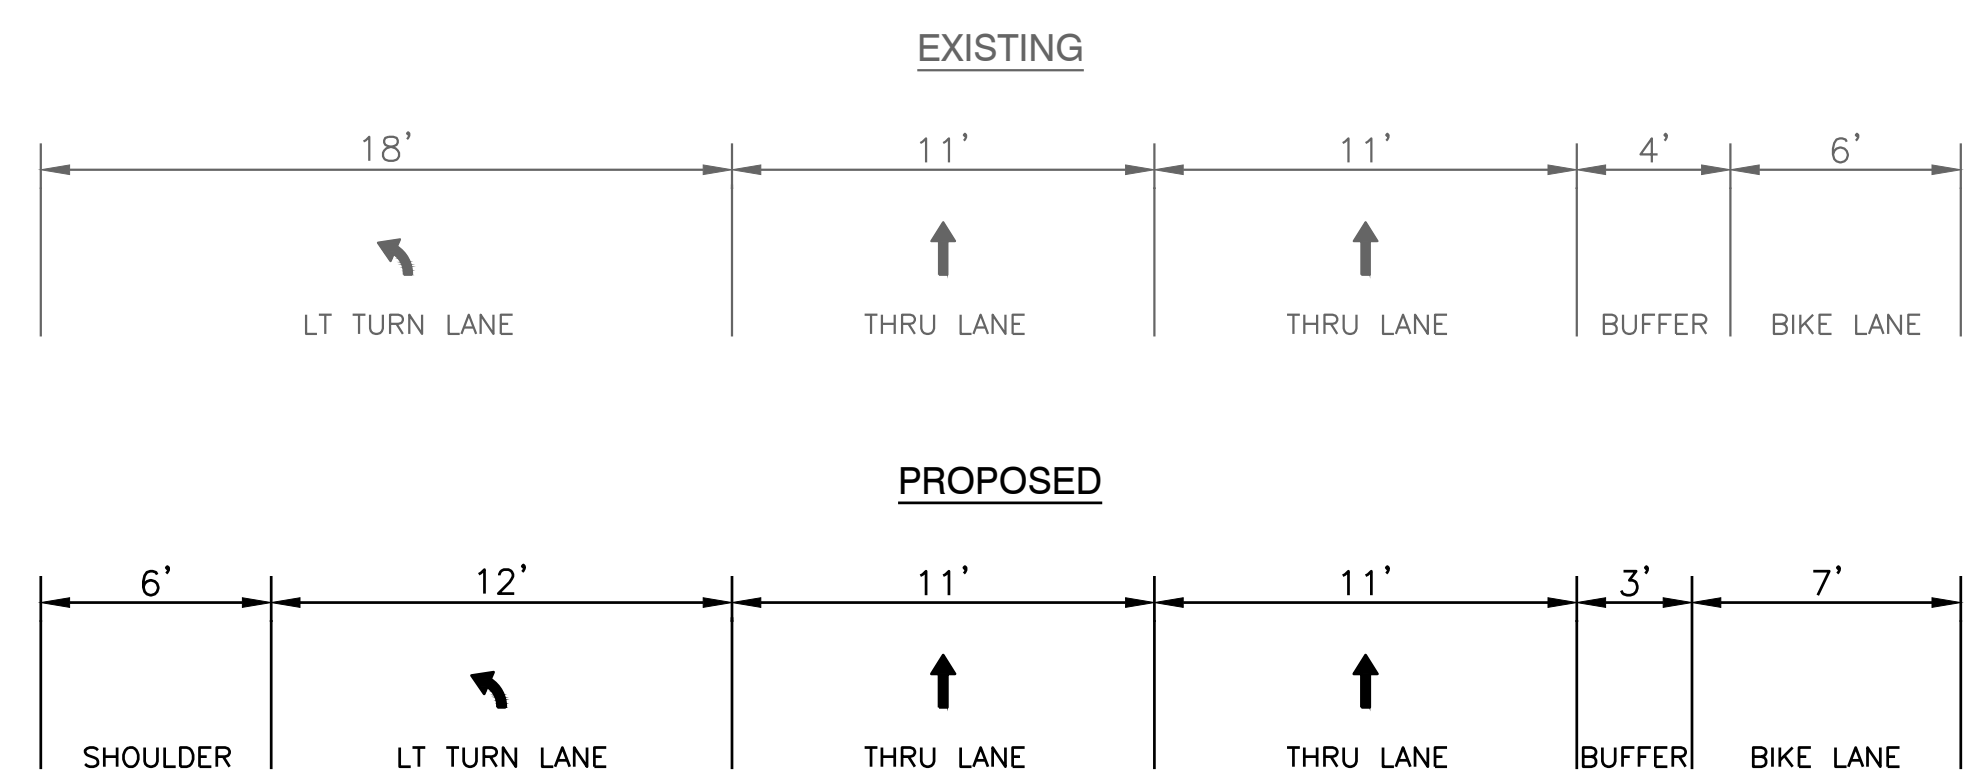 EXISTING
18' 11' 11' 4' 6'
LT TURN LANE THRU LANE THRU LANE BUFFER BIKE LANE
PROPOSED
6' 12' 11' 11' 3' 7'
SHOULDER LT TURN LANE THRU LANE THRU LANE BUFFER BIKE LANE